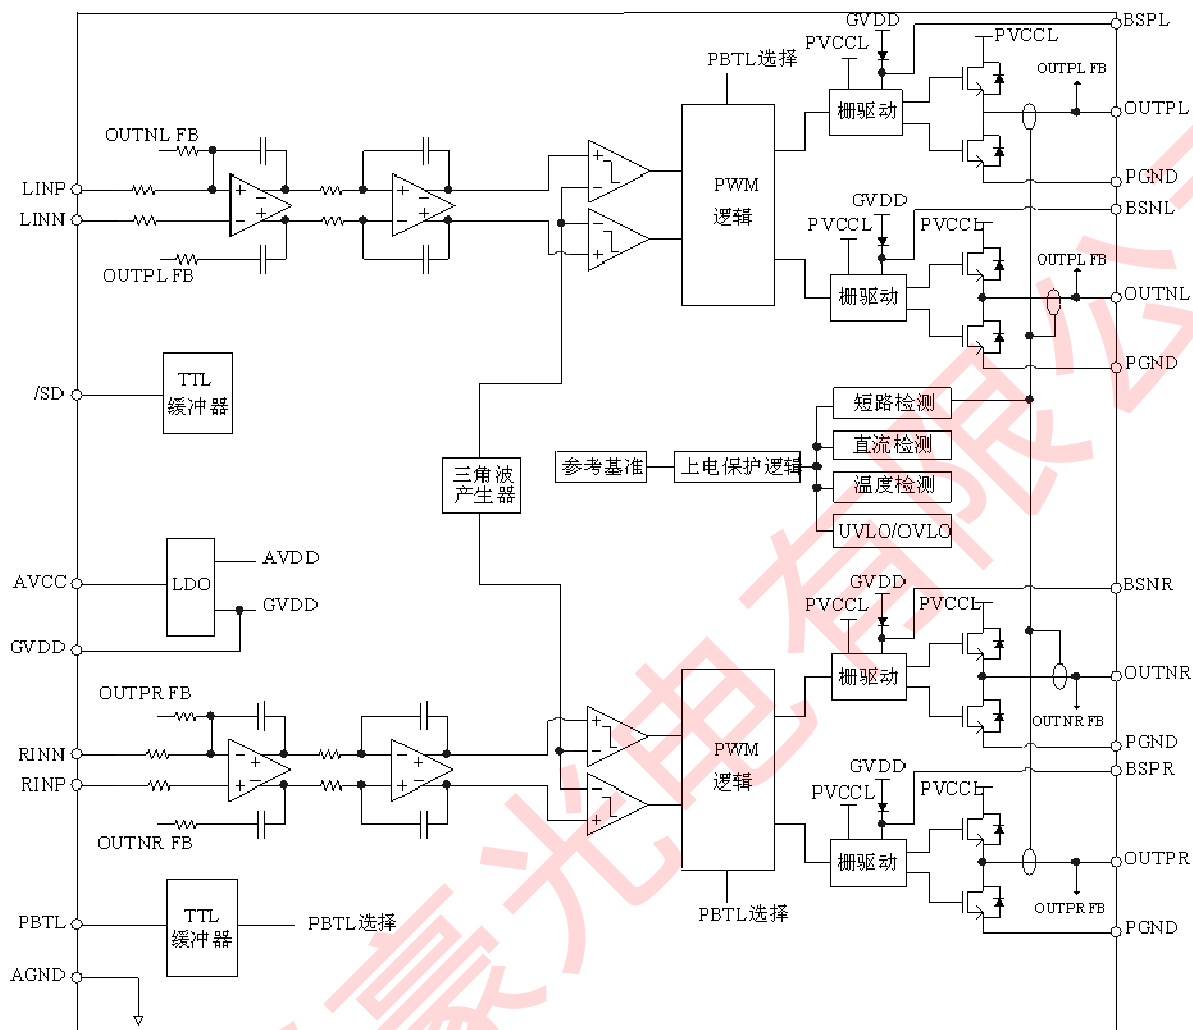 GVDD
BSPL
PVCCL
PVCCL
PBTL选择
OUTPL FB
栅驱动
OUTPL
OUTNL FB
LINP
PWM
逻辑
PGND
LINN
GVDD
BSNL
PVCCL
PVCCL
OUTPL FB
OUTPL FB
栅驱动
OUTNL
PGND
/SD
TTL
缓冲器
短路检测
直流检测
参考基准
上电保护逻辑
三角波
产生器
温度检测
UVLO/OVLO
AVDD
AVCC
LDO
GVDD
GVDD
GVDD
BSNR
PVCCL
PVCCL
栅驱动
OUTNR
OUTNR FB
OUTPR FB
RINN
PWM
逻辑
PGND
RINP
GVDD
BSPR
PVCCL
PVCCL
OUTNR FB
栅驱动
OUTPR
OUTPR FB
PBTL选择
PBTL
TTL
缓冲器
PBTL选择
PGND
AGND
豪光电有限公